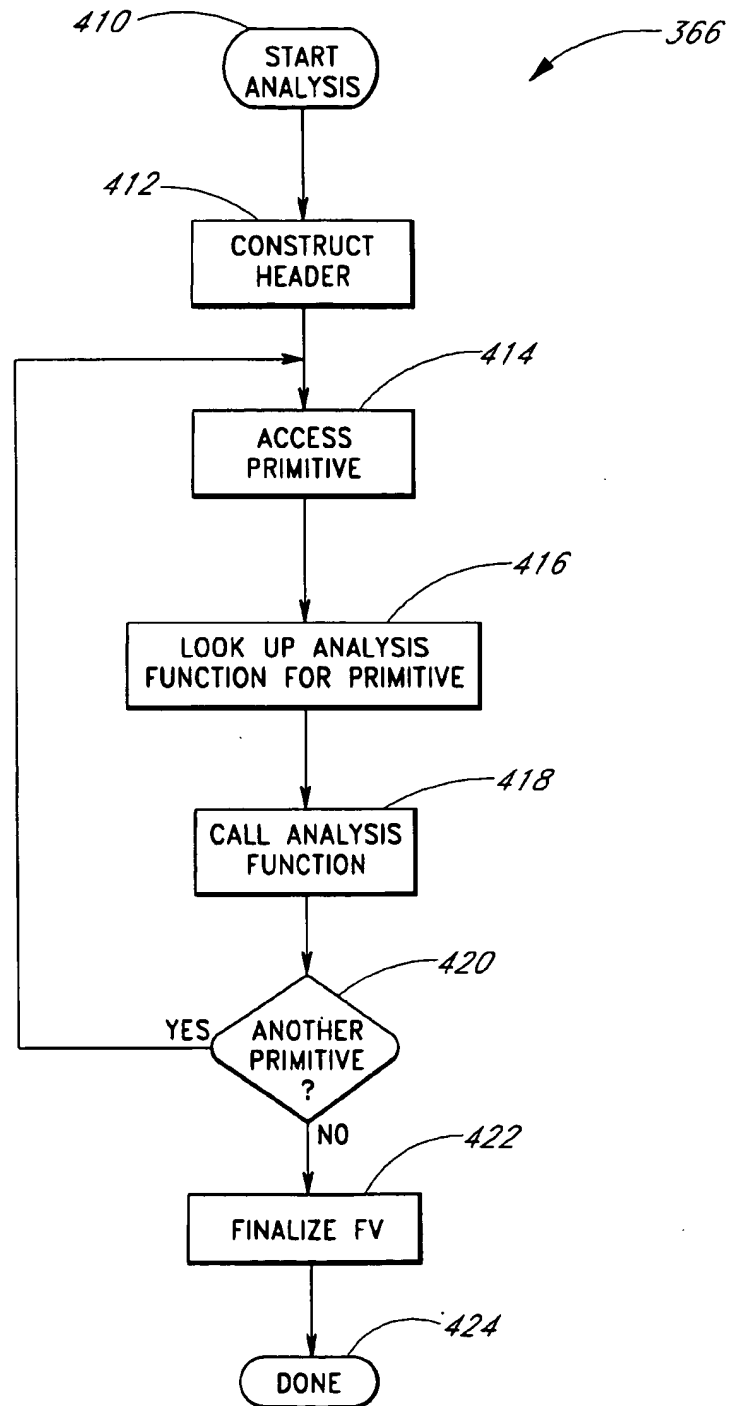 410
START
ANALYSIS
366
412
CONSTRUCT
HEADER
414
ACCESS
PRIMITIVE
416
LOOK UP ANALYSIS
FUNCTION FOR PRIMITIVE
418
CALL ANALYSIS
FUNCTION
420
YES
ANOTHER
PRIMITIVE
?
NO
422
FINALIZE FV
424
DONE